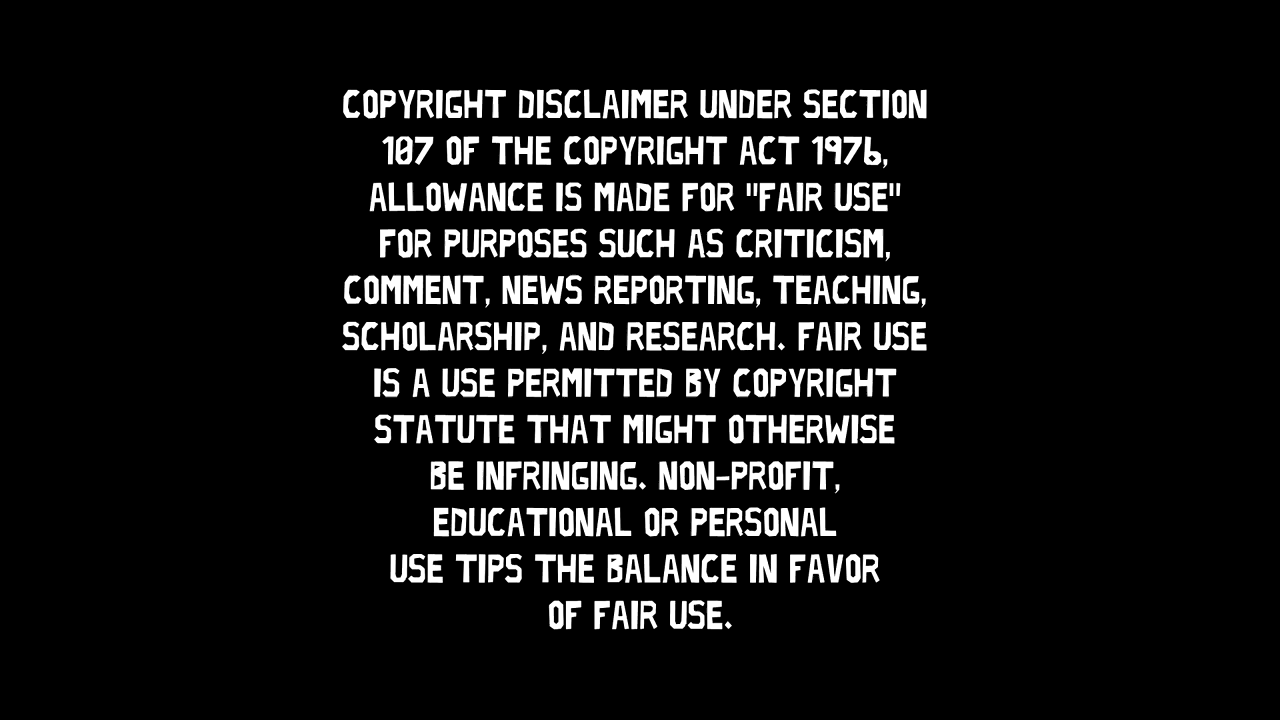 COPYRIGHT DISCLAIMER UNDER SECTION
107 OF THE COPYRIGHT ACT 1976,
ALLOWANCE IS MADE FOR "FAIR USE"
FOR PURPOSES SUCH AS CRITICISM,
COMMENT, NEWS REPORTING, TEACHING,
SCHOLARSHIP, AND RESEARCH. FAIR USE
IS A USE PERMITTED BY COPYRIGHT
STATUTE THAT MIGHT OTHERWISE
BE INFRINGING. NON-PROFIT,
EDUCATIONAL OR PERSONAL
USE TIPS THE BALANCE IN FAVOR
OF FAIR USE.